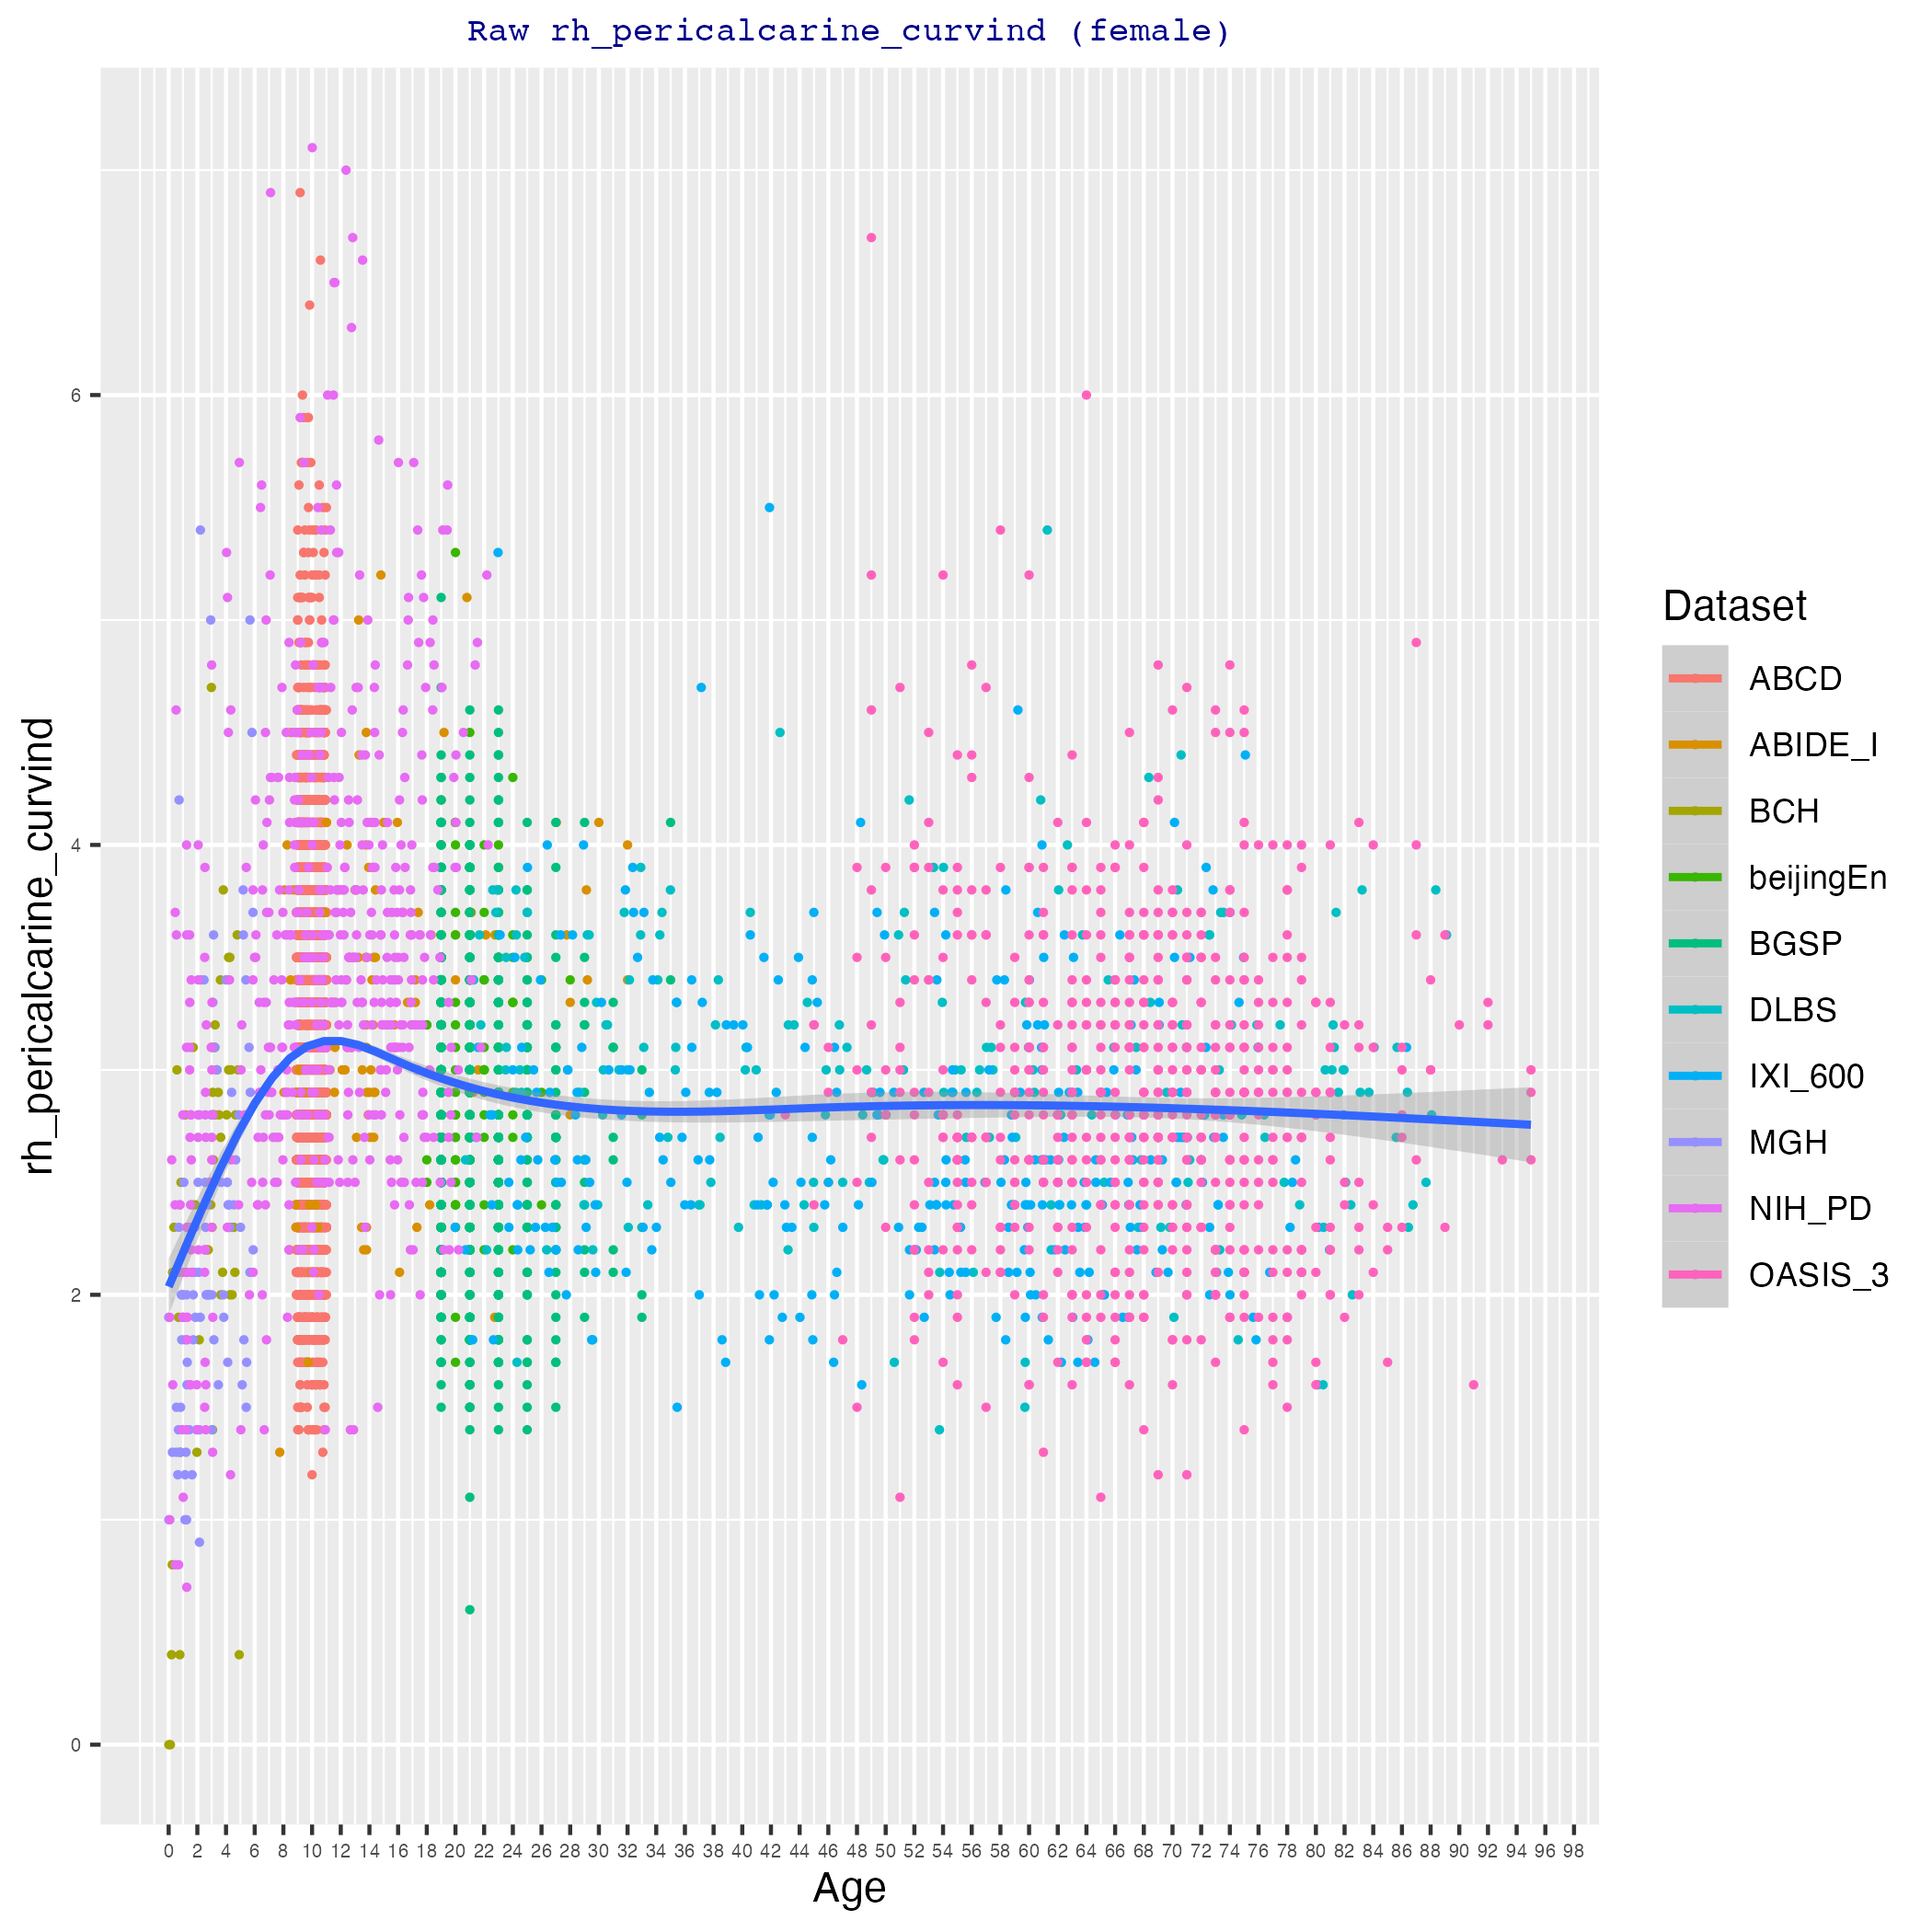 Raw rh_pericalcarine_curvind (female)
rh_pericalcarine_curvind
6
4
2
0
0 2 4 6 8 10 12 14 16 18 20 22 24 26 28 30 32 34 36 38 40 42 44 46 48 50 52 54 56 58 60 62 64 66 68 70 72 74 76 78 80 82 84 86 88 90 92 94 96 98
Age
Dataset
ABCD
ABIDE_I
BCH
beijingEn
BGSP
DLBS
IXI_600
MGH
NIH_PD
OASIS_3